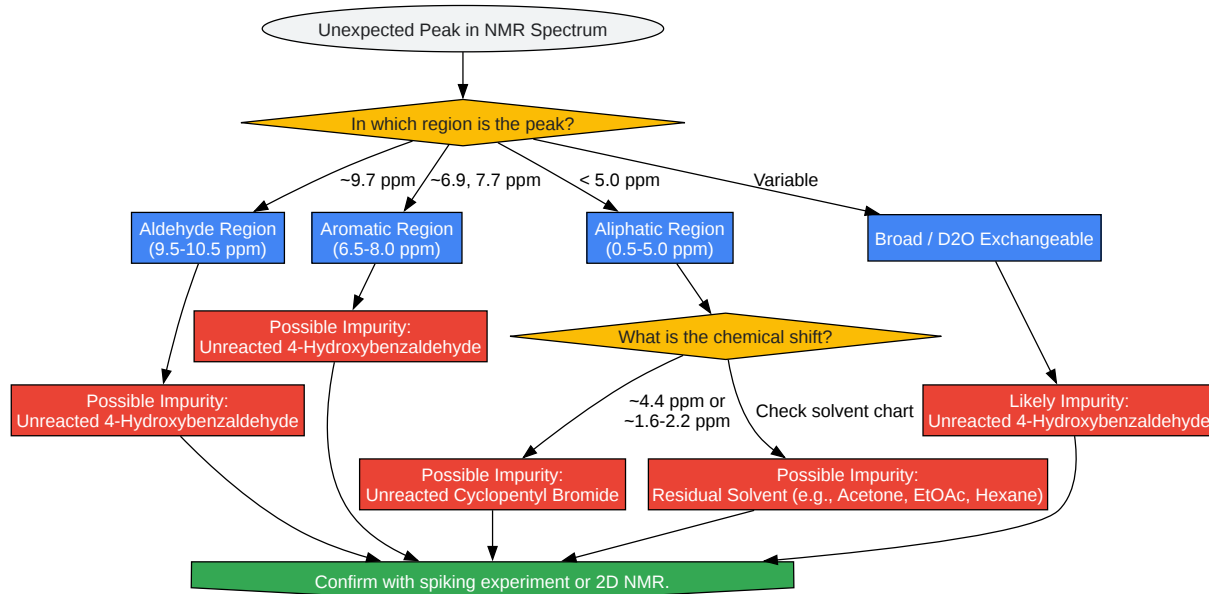 Unexpected Peak in NMR Spectrum
In which region is the peak?
~9.7 ppm
~6.9, 7.7 ppm
< 5.0 ppm
Variable
Aldehyde Region
(9.5-10.5 ppm)
Aromatic Region
(6.5-8.0 ppm)
Aliphatic Region
(0.5-5.0 ppm)
Broad / D2O Exchangeable
Possible Impurity:
Unreacted 4-Hydroxybenzaldehyde
What is the chemical shift?
Possible Impurity:
Unreacted 4-Hydroxybenzaldehyde
~4.4 ppm or
~1.6-2.2 ppm
Check solvent chart
Likely Impurity:
Unreacted 4-Hydroxybenzaldehyde
Possible Impurity:
Unreacted Cyclopentyl Bromide
Possible Impurity:
Residual Solvent (e.g., Acetone, EtOAc, Hexane)
Confirm with spiking experiment or 2D NMR.